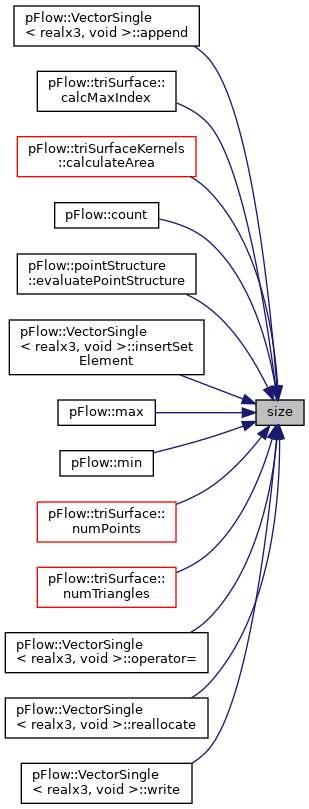 pFlow::VectorSingle
< realx3, void >::append
pFlow::triSurface::
calcMaxIndex
pFlow::triSurfaceKernels
::calculateArea
pFlow::count
pFlow::pointStructure
::evaluatePointStructure
pFlow::VectorSingle
< realx3, void >::insertSet
Element
pFlow::max
size
pFlow::min
pFlow::triSurface::
numPoints
pFlow::triSurface::
numTriangles
pFlow::VectorSingle
< realx3, void >::operator=
pFlow::VectorSingle
< realx3, void >::reallocate
pFlow::VectorSingle
< realx3, void >::write